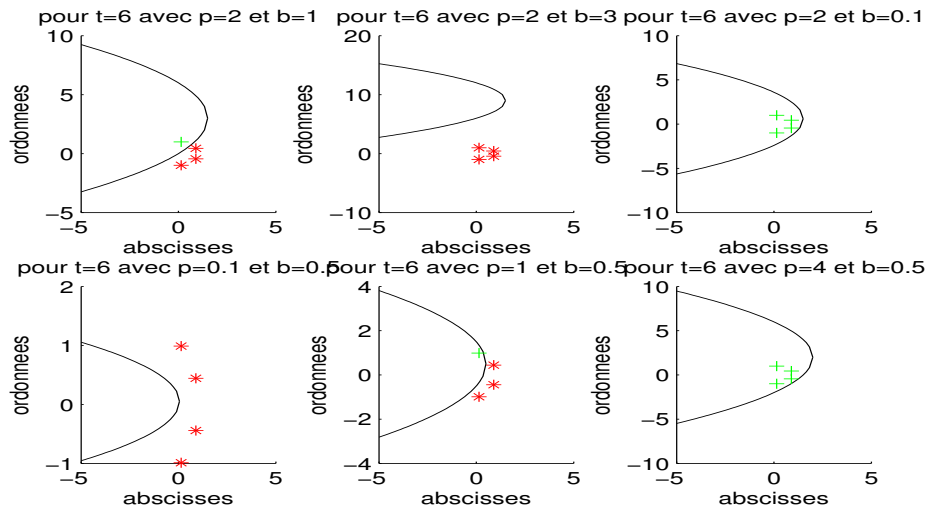 pour t=6 avec p=2 et b=1
10
5
0
−5
ordonnees
−5
0
5
abscisses
pour t=6 avec p=2 et b=3
20
10
0
−10
ordonnees
−5
0
5
abscisses
pour t=6 avec p=2 et b=0.1
10
5
0
−5
−10
ordonnees
−5
0
5
abscisses
pour t=6 avec p=0.1 et b=0.5
2
1
0
−1
ordonnees
−5
0
5
abscisses
pour t=6 avec p=1 et b=0.5
4
2
0
−2
−4
ordonnees
−5
0
5
abscisses
pour t=6 avec p=4 et b=0.5
10
5
0
−5
−10
ordonnees
−5
0
5
abscisses